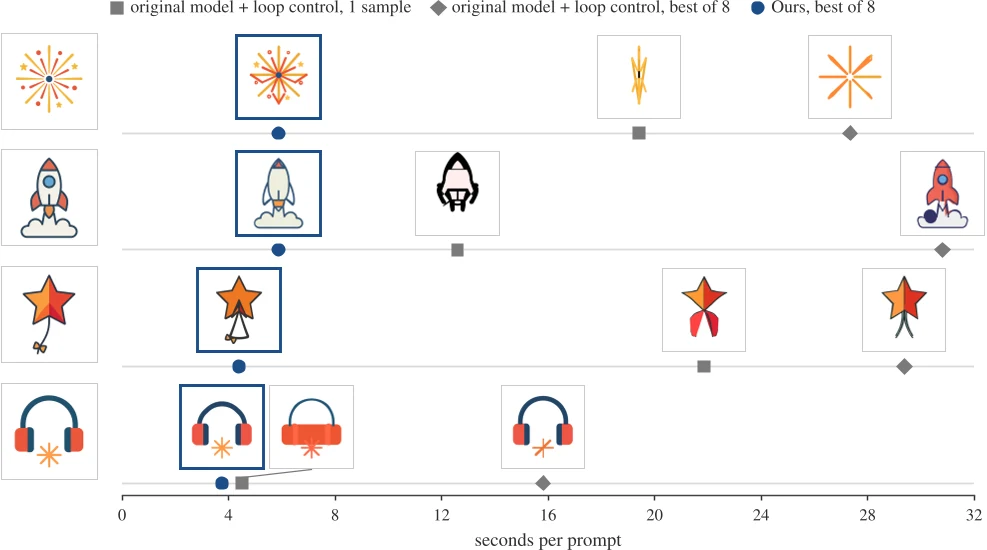 original model + loop control, 1 sample original model + loop control, best of 8 Ours, best of 8
0 4 8 12 16 20 24 28 32
seconds per prompt